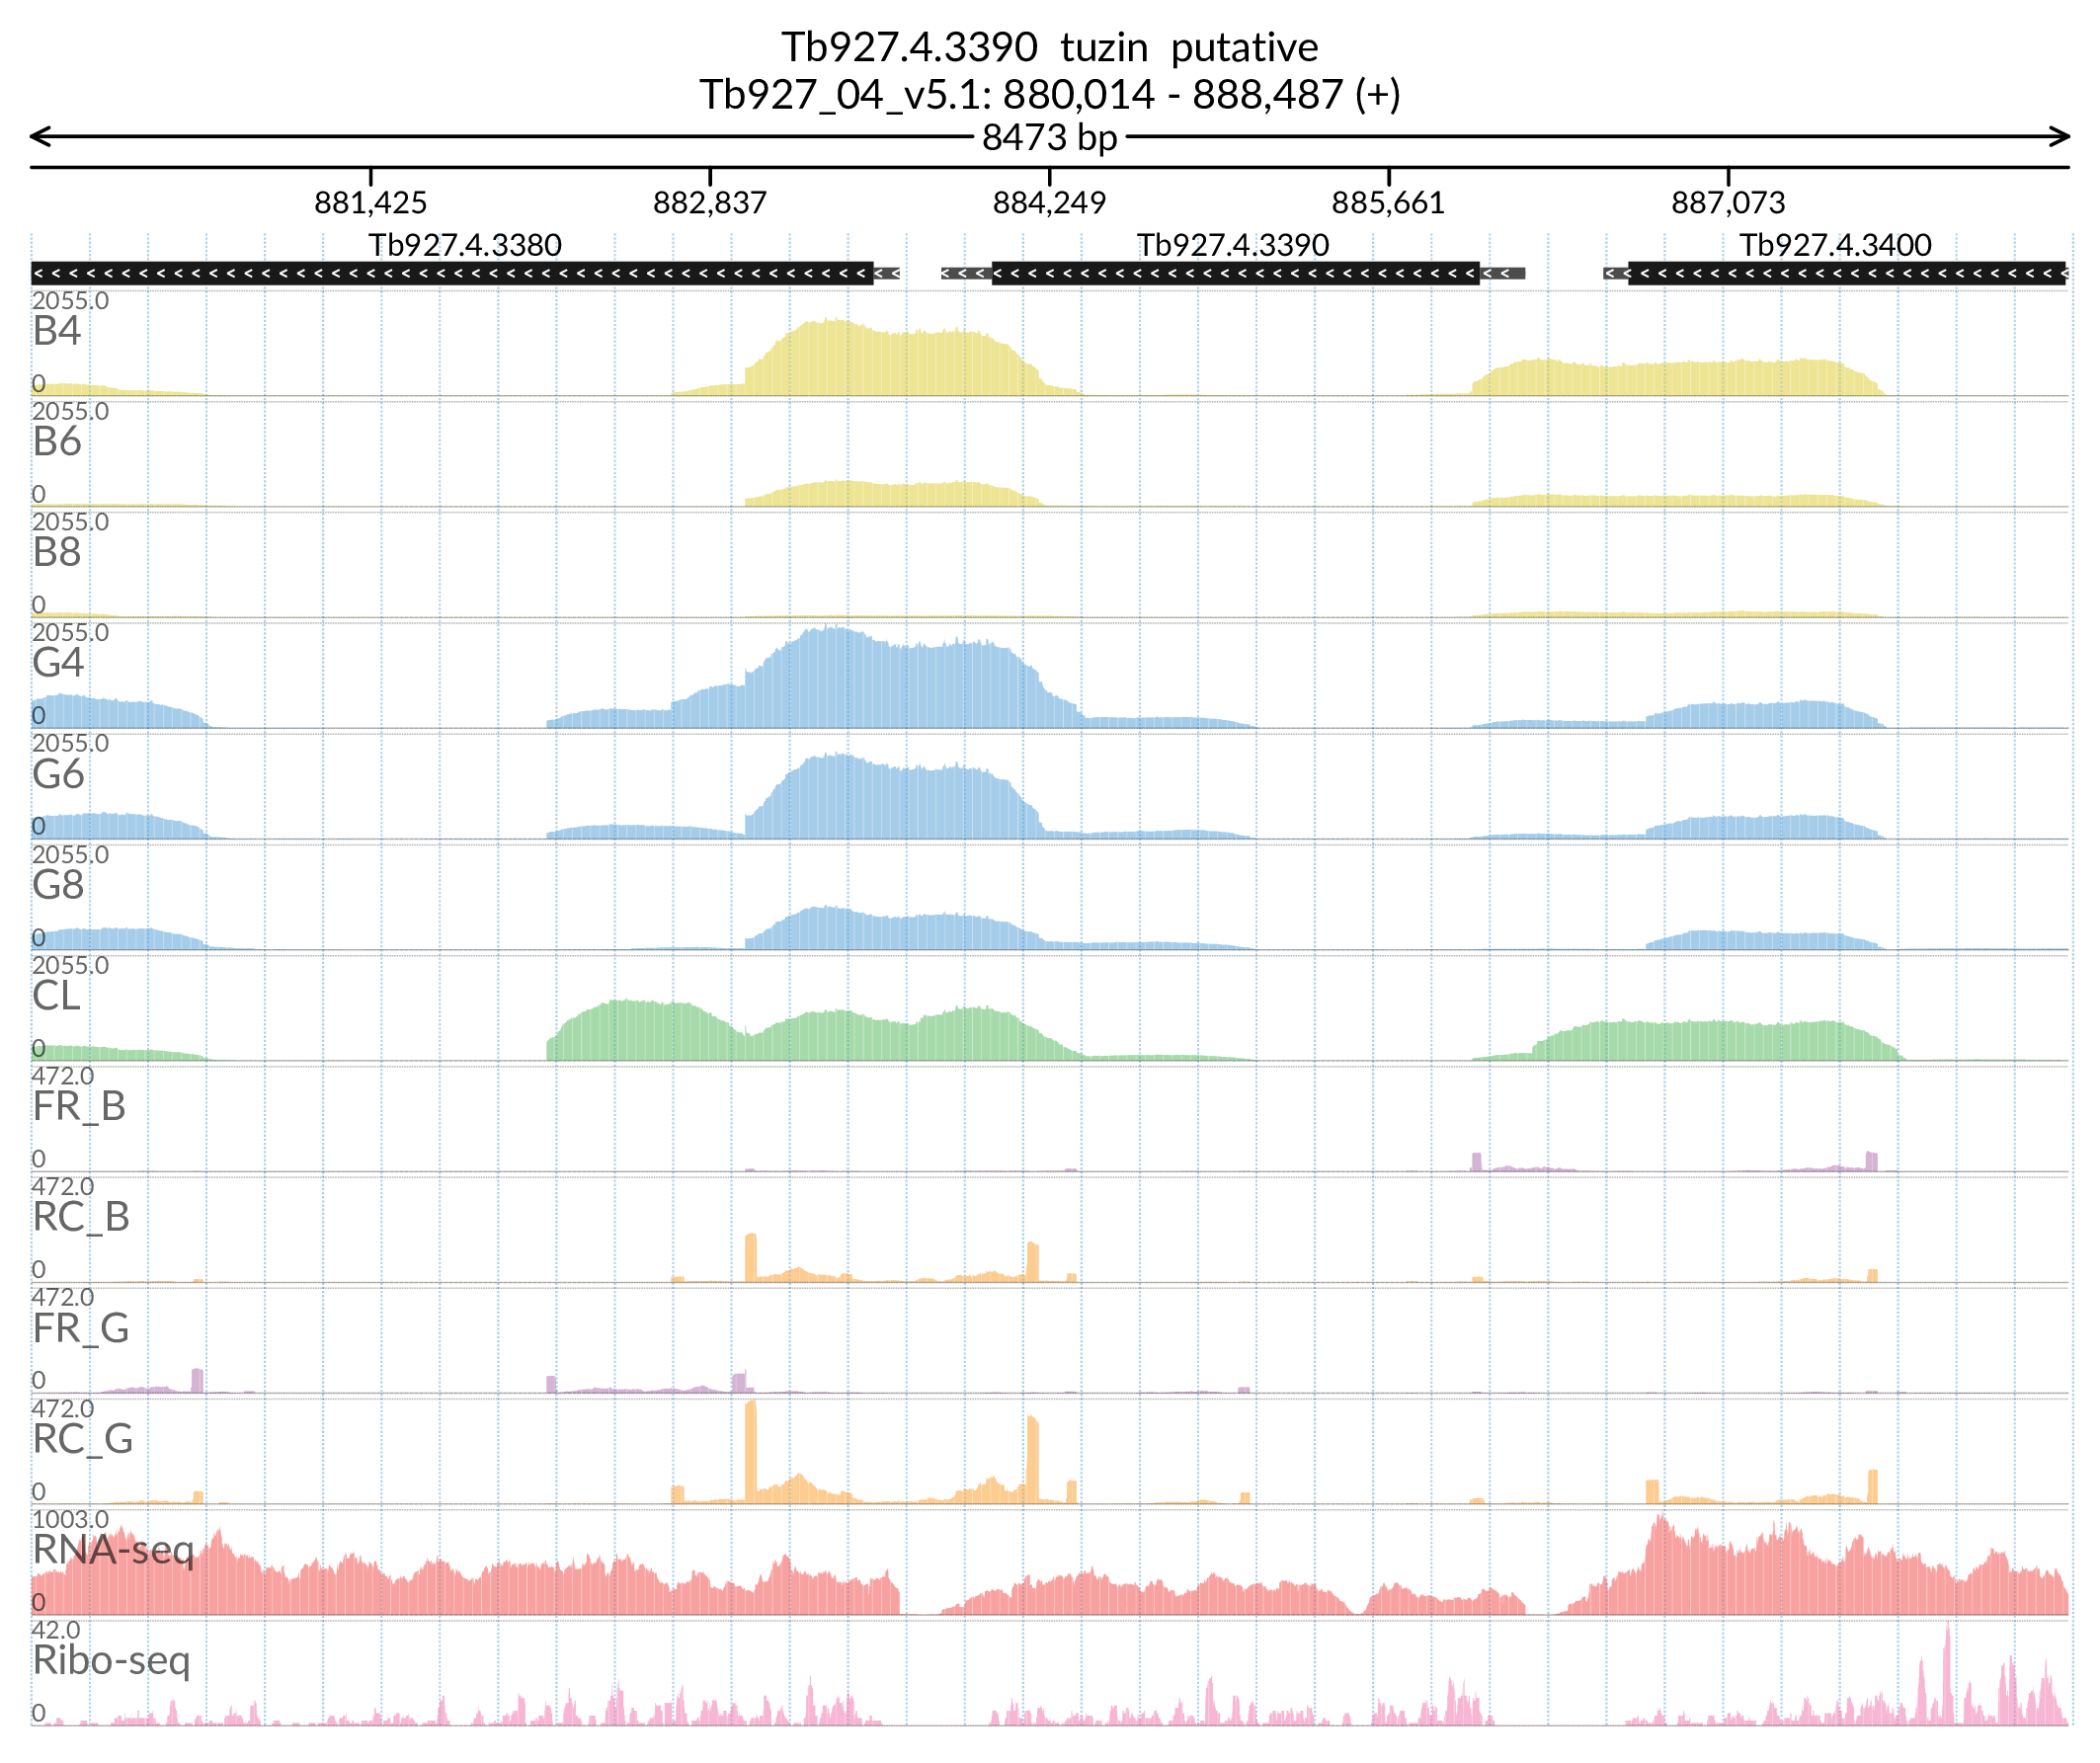 Tb927.4.3390 tuzin putative
Tb927_04_v5.1: 880,014 - 888,487 (+)
8473 bp
881,425 882,837 884,249 885,661 887,073
Tb927.4.3380 Tb927.4.3390 Tb927.4.3400
2055.0
B4
0
2055.0
B6
0
2055.0
B8
0
2055.0
G4
0
2055.0
G6
0
2055.0
G8
0
2055.0
CL
0
472.0
FR_B
0
472.0
RC_B
0
472.0
FR_G
0
472.0
RC_G
0
1003.0
RNA-seq
0
42.0
Ribo-seq
0